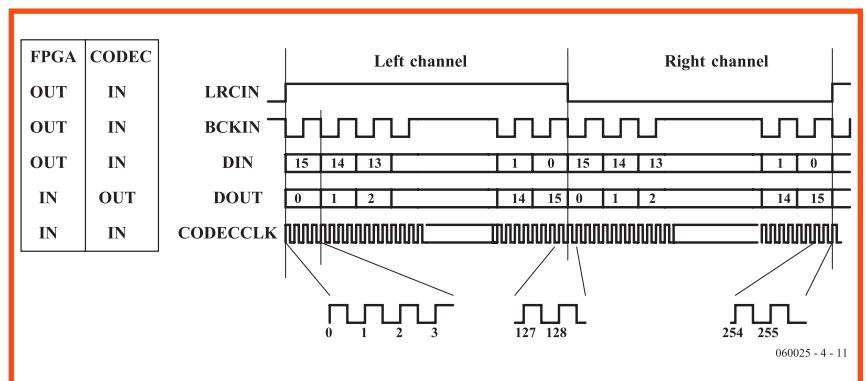 FPGA CODEC
Left channel Right channel
OUT IN LRCIN
OUT IN BCKIN
OUT IN DIN 15 14 13 1 0 15 14 13 1 0
IN OUT DOUT 0 1 2 14 15 0 1 2 14 15
IN IN CODECCLK
0 1 2 3 127 128 254 255
060025 - 4 - 11